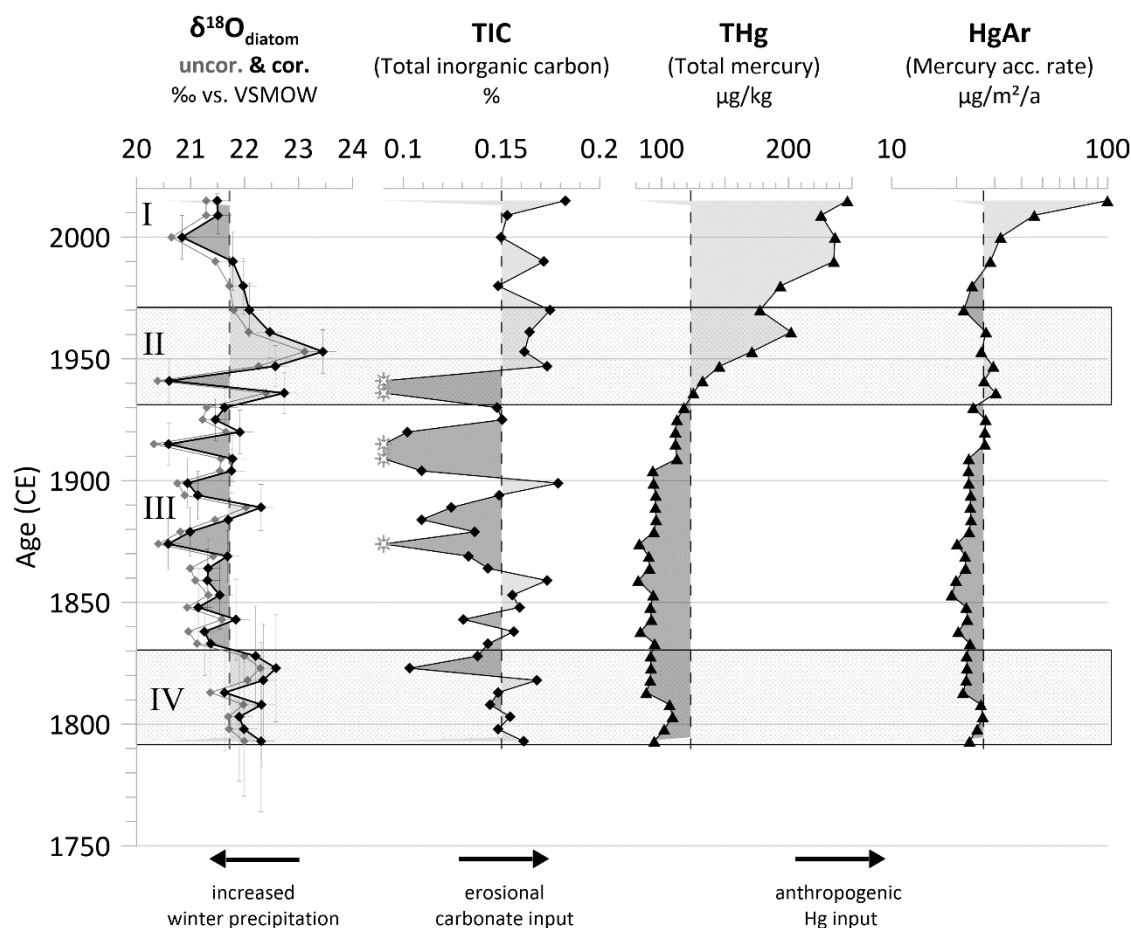 δ¹⁸O diatom
uncor. & cor.
‰ vs. VSMOW
TIC
(Total inorganic carbon)
%
THg
(Total mercury)
µg/kg
HgAr
(Mercury acc. rate)
µg/m²/a
20 21 22 23 24
0.1 0.15 0.2
100 200
10 100
Age (CE)
2000
1950
1900
1850
1800
1750
I
II
III
IV
increased
winter precipitation
erosional
carbonate input
anthropogenic
Hg input